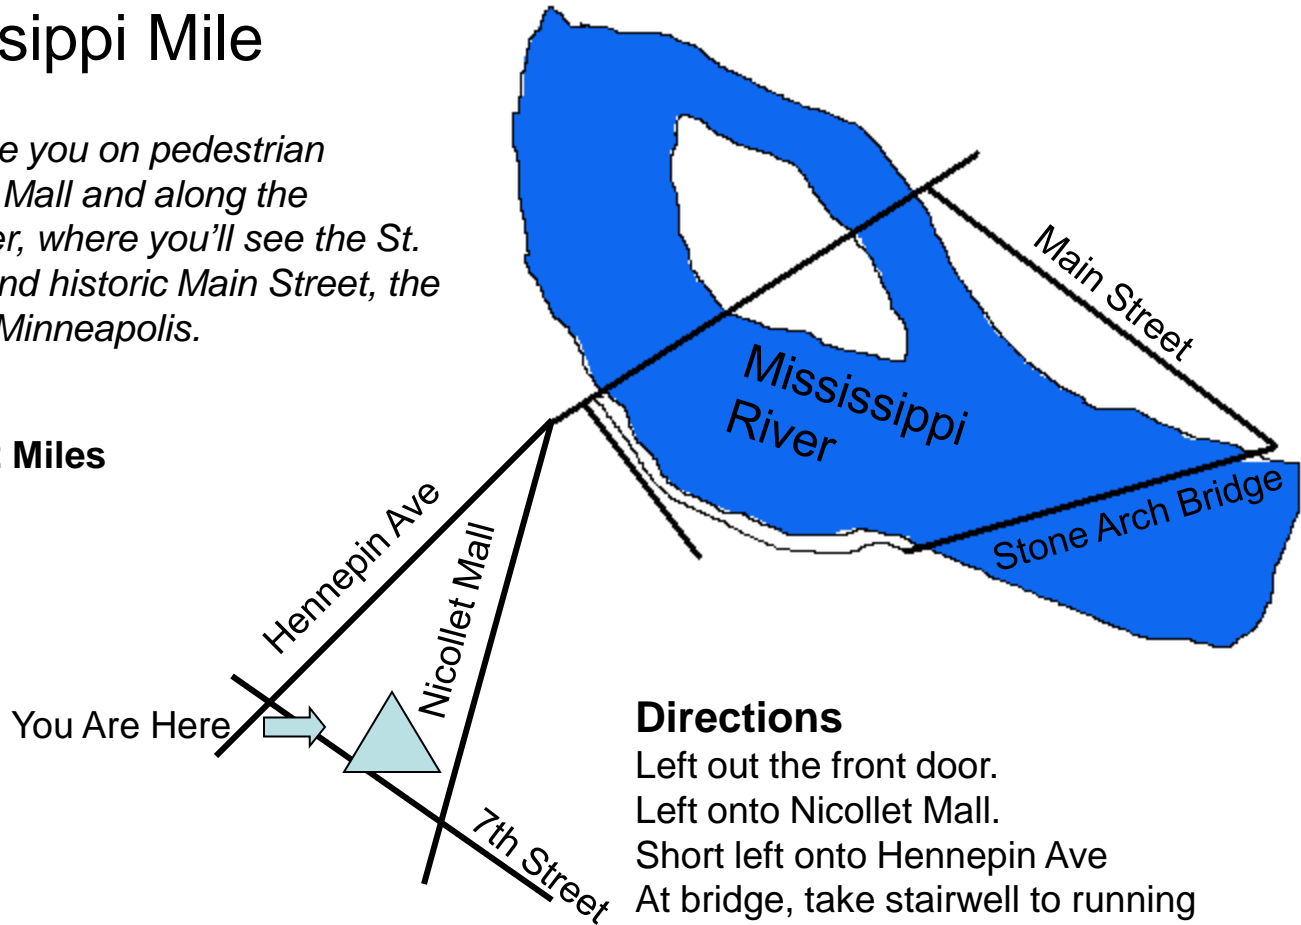 sippi Mile
e you on pedestrian
Mall and along the
er, where you’ll see the St.
nd historic Main Street, the
Minneapolis.
Miles
Main Street
Mississippi
River
Stone Arch Bridge
Hennepin Ave
Nicollet Mall
You Are Here
7th Street
Directions
Left out the front door.
Left onto Nicollet Mall.
Short left onto Hennepin Ave
At bridge, take stairwell to running